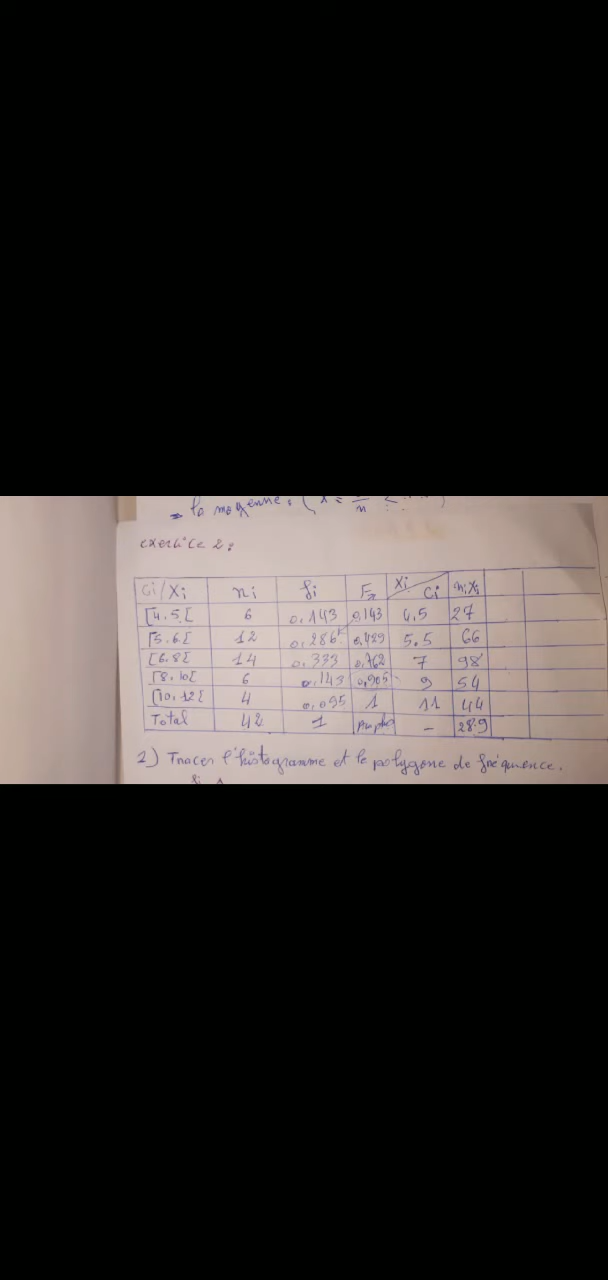 ⇒ la moyenne :
exercice 2 :
Ci/Xi ni fi F↗ Xi Ci niXi
[4.5[ 6 0.143 0,143 4.5 27
[5.6[ 12 0.286 0,429 5.5 66
[6.8[ 14 0.333 0,762 7 98
[8.10[ 6 0.143 0,905 9 54
[10.12[ 4 0,095 1 11 44
Total 42 1 – 289
2) Tracer l'histogramme et le polygone de fréquence.
fi